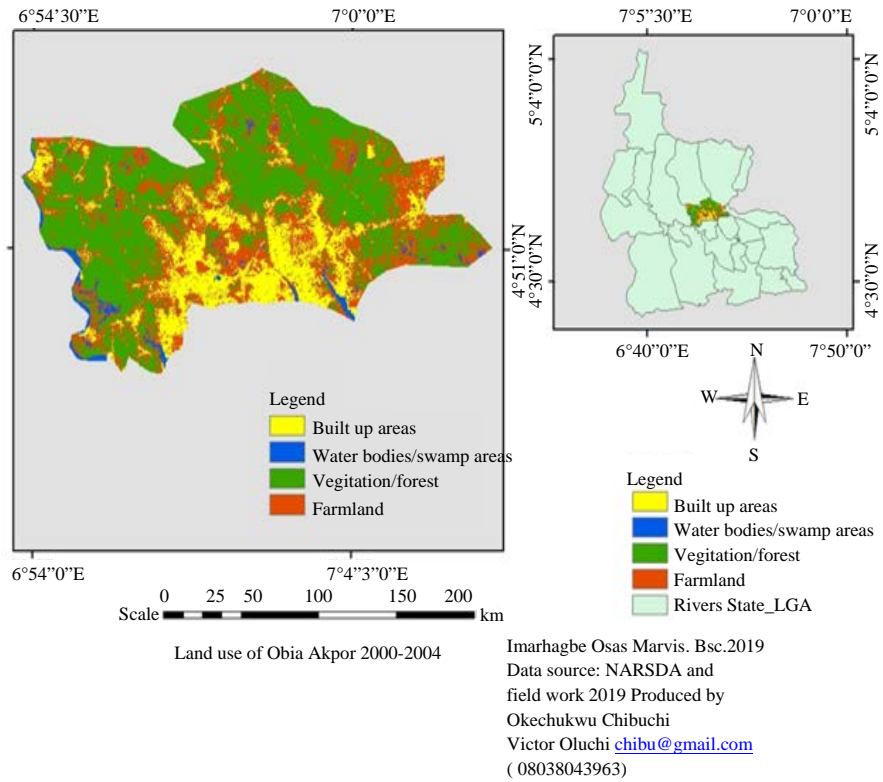 6°54'30”E 7°0'0”E
7°5”30”E 7°0”0”E
5°4”0”0”N
5°4”0”0”N
4°51”0”N
4°30”0”N
4°30”0”N
6°40”0”0E 7°50”0”E
N
W E
S
Legend
Built up areas
Water bodies/swamp areas
Vegitation/forest
Farmland
6°54”0”E 7°4”3”0”E
Legend
Built up areas
Water bodies/swamp areas
Vegitation/forest
Farmland
Rivers State_LGA
0 25 50 100 150 200
Scale km
Land use of Obia Akpor 2000-2004
Imarhagbe Osas Marvis. Bsc.2019
Data source: NARSDA and
field work 2019 Produced by
Okechukwu Chibuchi
Victor Oluchi chibu@gmail.com
( 08038043963)